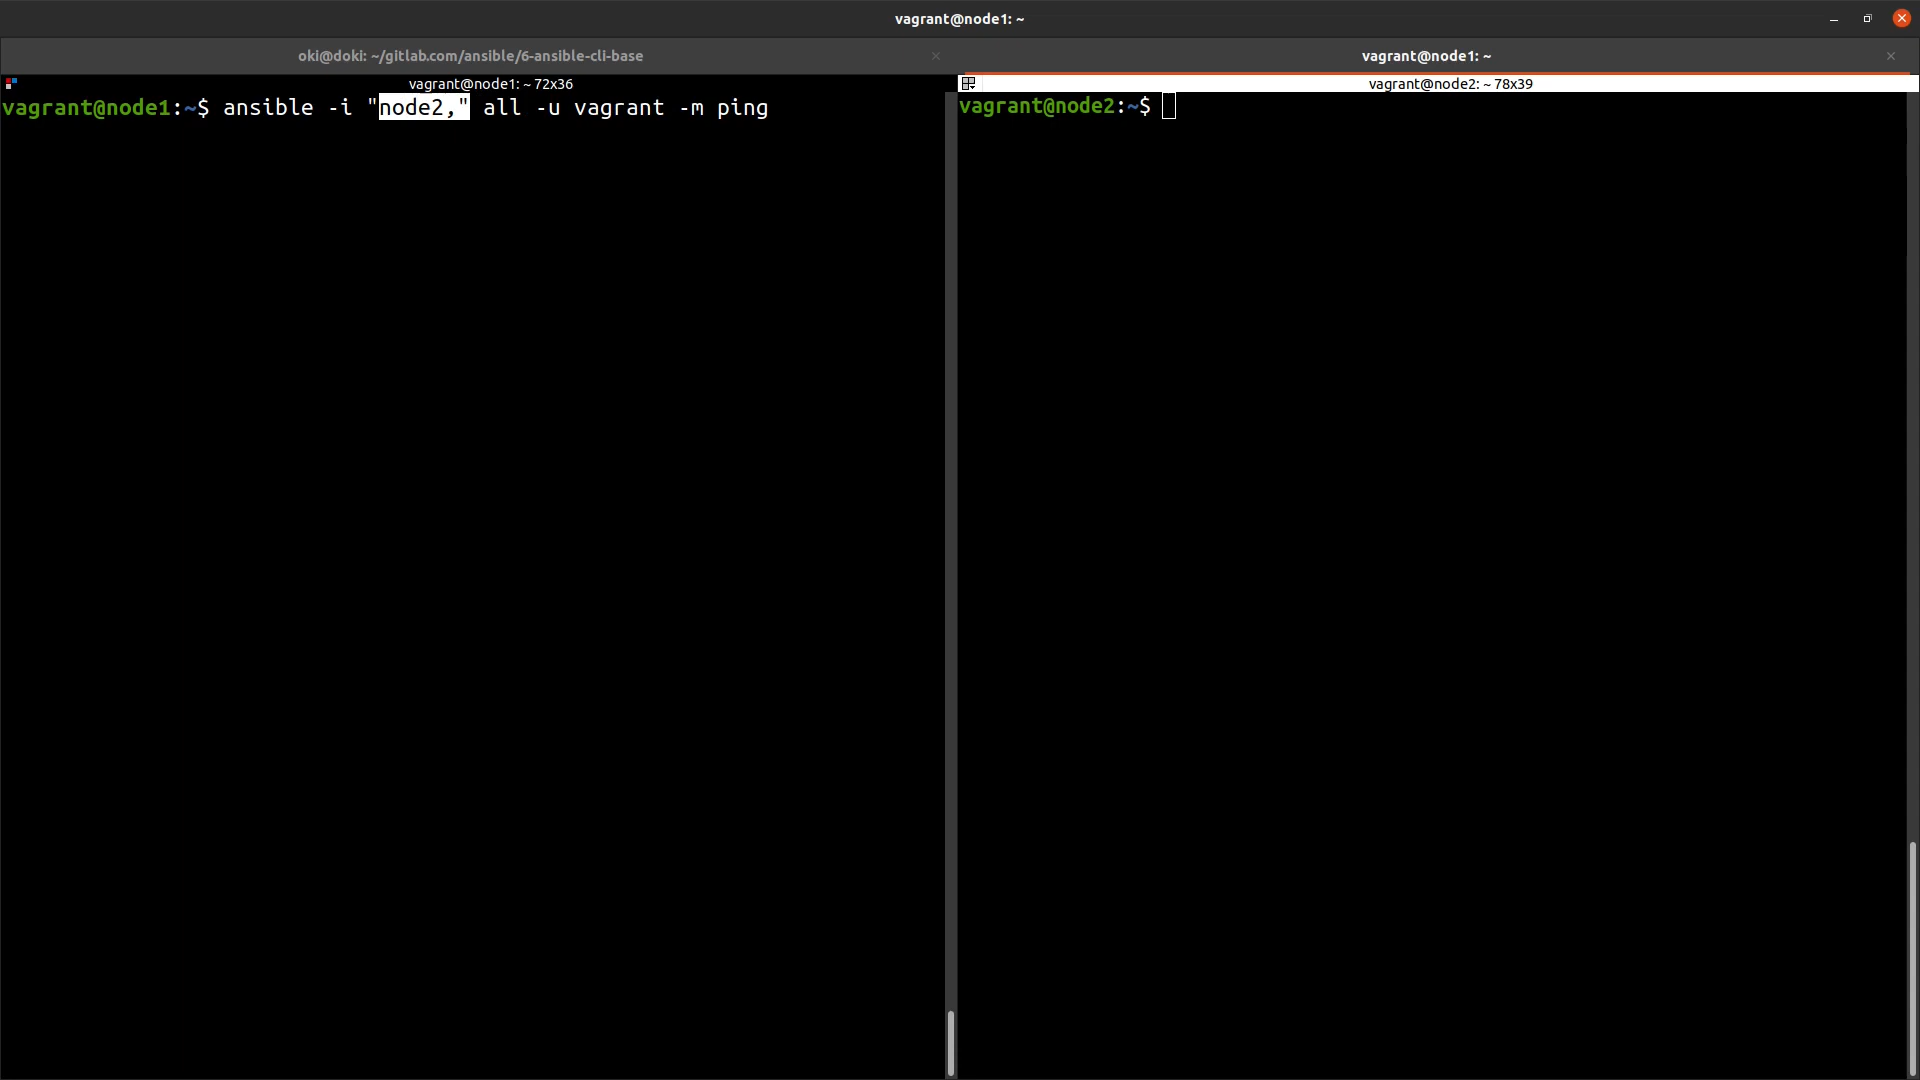 vagrant@node1: ~
oki@doki: ~/gitlab.com/ansible/6-ansible-cli-base
vagrant@node1: ~
vagrant@node1: ~ 72x36
vagrant@node1:~$ ansible -i "node2," all -u vagrant -m ping
vagrant@node2: ~ 78x39
vagrant@node2:~$